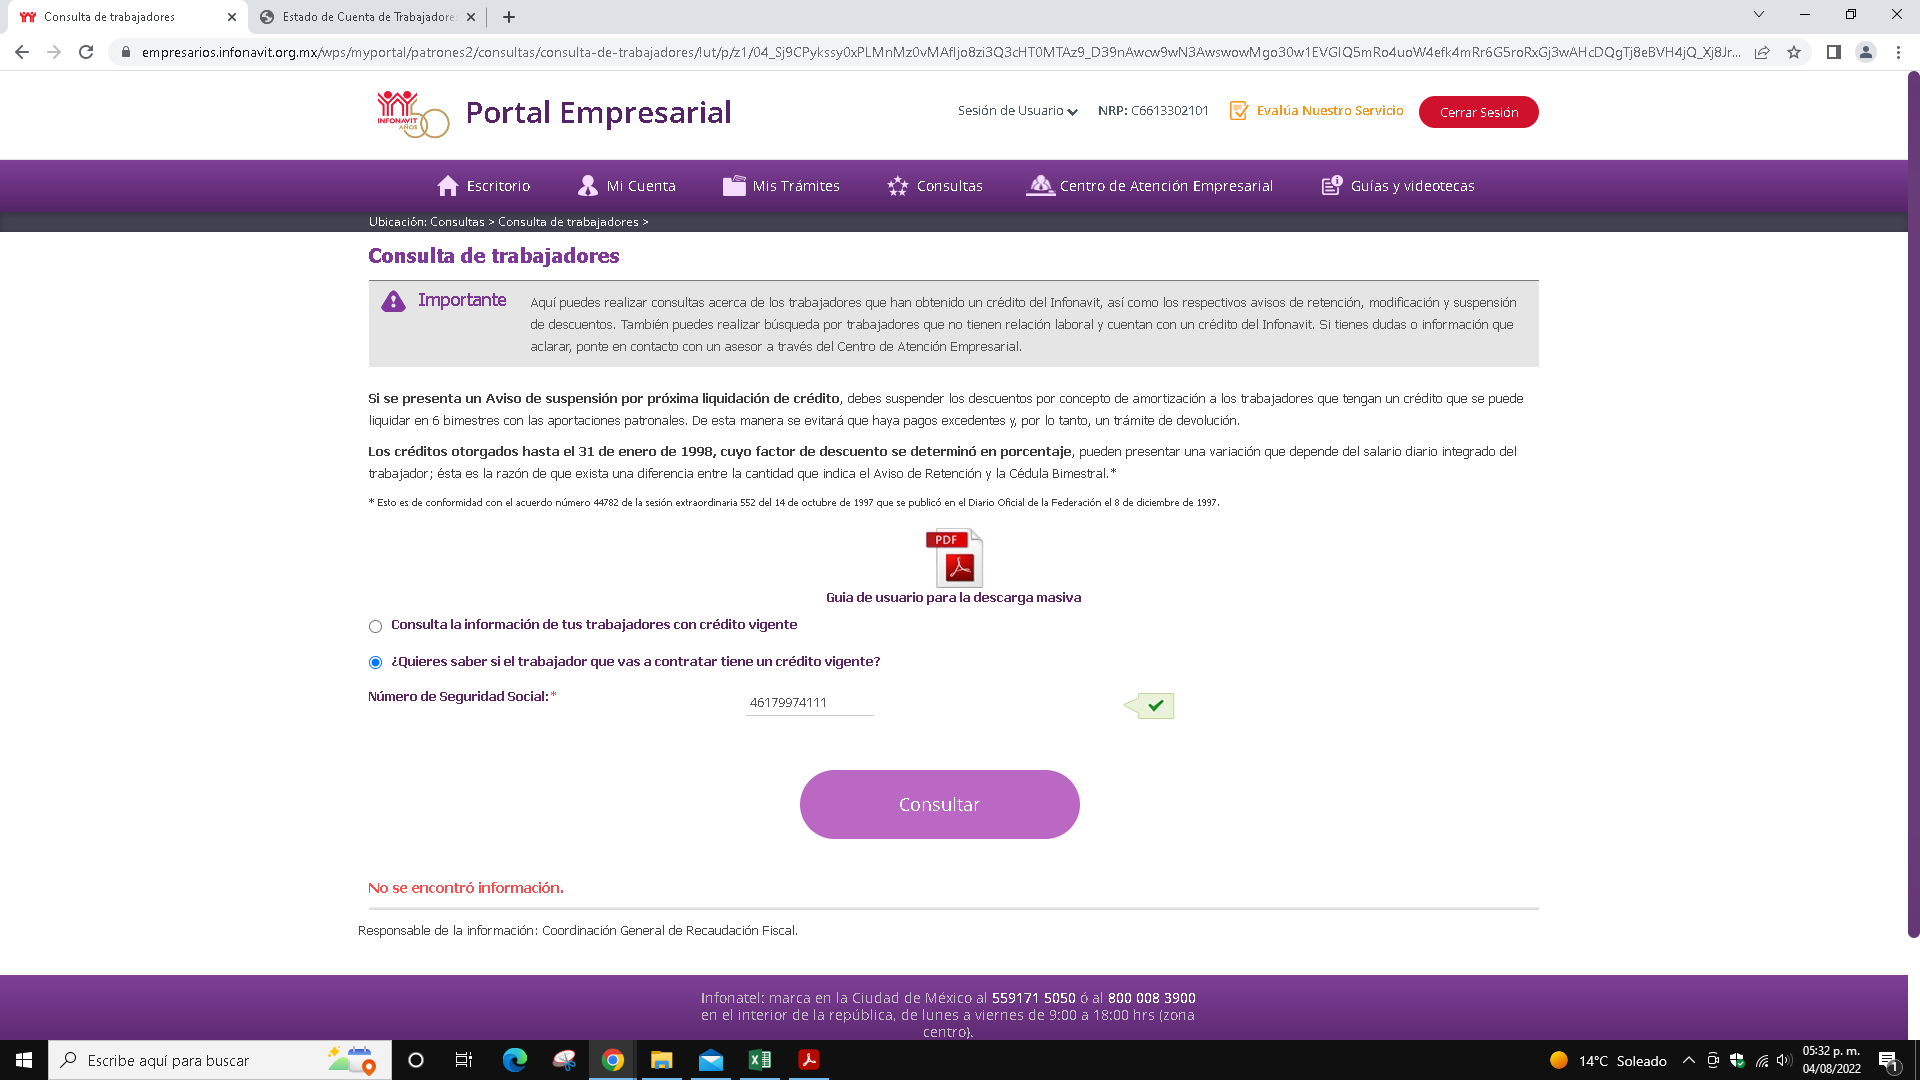 Consulta de trabajadores
Estado de Cuenta de Trabajadore
empresarios.infonavit.org.mx/wps/myportal/patrones2/consultas/consulta-de-trabajadores/
INFONAVIT
AÑOS
Portal Empresarial
Sesión de Usuario
NRP: C6613302101
Evalúa Nuestro Servicio
Cerrar Sesión
Escritorio
Mi Cuenta
Mis Trámites
Consultas
Centro de Atención Empresarial
Guías y videotecas
Ubicación: Consultas > Consulta de trabajadores >
Consulta de trabajadores
Importante
Aquí puedes realizar consultas acerca de los trabajadores que han obtenido un crédito del Infonavit, así como los respectivos avisos de retención, modificación y suspensión
de descuentos. También puedes realizar búsqueda por trabajadores que no tienen relación laboral y cuentan con un crédito del Infonavit. Si tienes dudas o información que
aclarar, ponte en contacto con un asesor a través del Centro de Atención Empresarial.
Si se presenta un Aviso de suspensión por próxima liquidación de crédito, debes suspender los descuentos por concepto de amortización a los trabajadores que tengan un crédito que se puede
liquidar en 6 bimestres con las aportaciones patronales. De esta manera se evitará que haya pagos excedentes y, por lo tanto, un trámite de devolución.
Los créditos otorgados hasta el 31 de enero de 1998, cuyo factor de descuento se determinó en porcentaje, pueden presentar una variación que depende del salario diario integrado del
trabajador; ésta es la razón de que exista una diferencia entre la cantidad que indica el Aviso de Retención y la Cédula Bimestral.*
* Esto es de conformidad con el acuerdo número 44782 de la sesión extraordinaria 552 del 14 de octubre de 1997 que se publicó en el Diario Oficial de la Federación el 8 de diciembre de 1997.
PDF
Guia de usuario para la descarga masiva
Consulta la información de tus trabajadores con crédito vigente
¿Quieres saber si el trabajador que vas a contratar tiene un crédito vigente?
Número de Seguridad Social:*
46179974111
Consultar
No se encontró información.
Responsable de la información: Coordinación General de Recaudación Fiscal.
Infonatel: marca en la Ciudad de México al 559171 5050 ó al 800 008 3900
en el interior de la república, de lunes a viernes de 9:00 a 18:00 hrs (zona
centro).
Escribe aquí para buscar
14°C Soleado
05:32 p. m.
04/08/2022
1